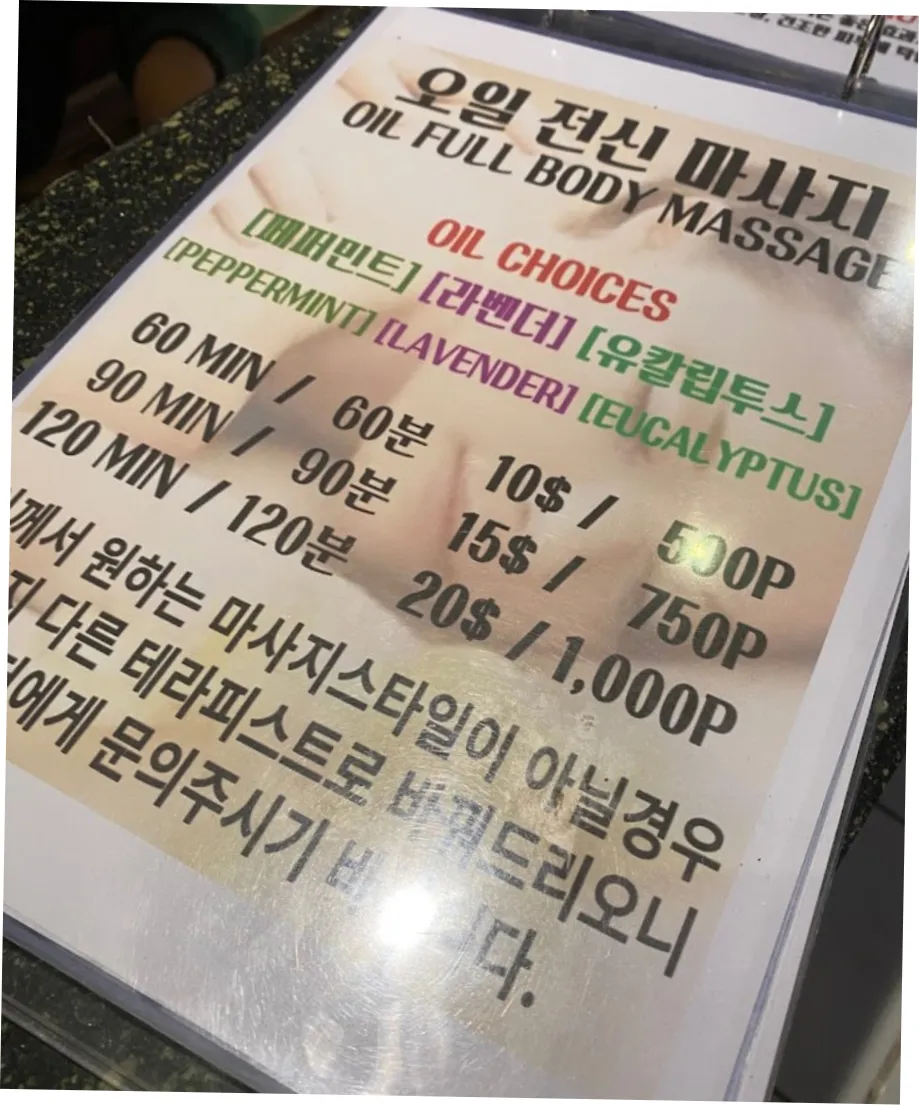 오일 전신 마사지
OIL FULL BODY MASSAGE
OIL CHOICES
[페퍼민트] [라벤더] [유칼립투스]
[PEPPERMINT] [LAVENDER] [EUCALYPTUS]
60 MIN / 60분 10$ / 500P
90 MIN / 90분 15$ / 750P
120 MIN / 120분 20$ / 1,000P
께서 원하는 마사지스타일이 아닐경우
다른 테라피스트로 바꿔드리오니
에게 문의주시기